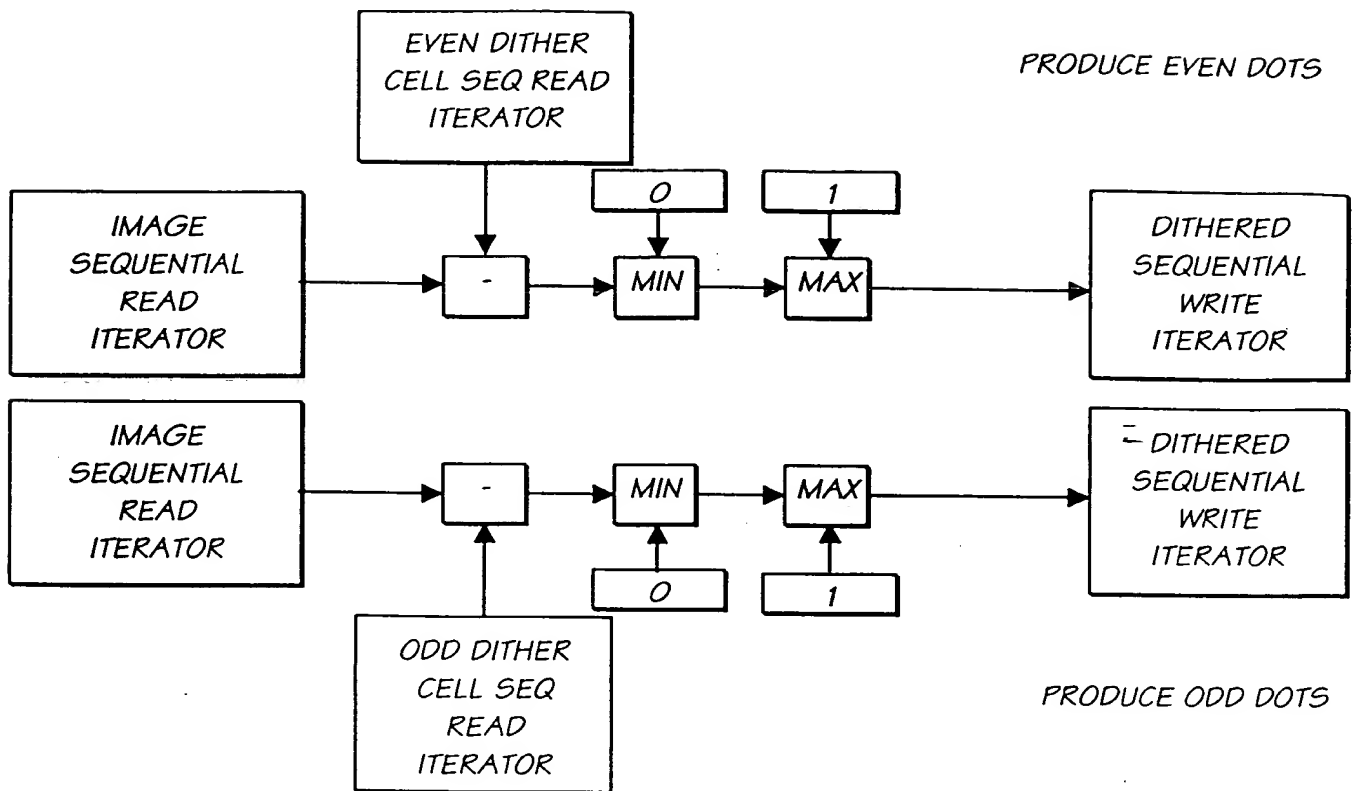 EVEN DITHER
CELL SEQ READ
ITERATOR
PRODUCE EVEN DOTS
IMAGE
SEQUENTIAL
READ
ITERATOR
-
0
MIN
1
MAX
DITHERED
SEQUENTIAL
WRITE
ITERATOR
IMAGE
SEQUENTIAL
READ
ITERATOR
-
MIN
0
MAX
1
DITHERED
SEQUENTIAL
WRITE
ITERATOR
ODD DITHER
CELL SEQ
READ
ITERATOR
PRODUCE ODD DOTS